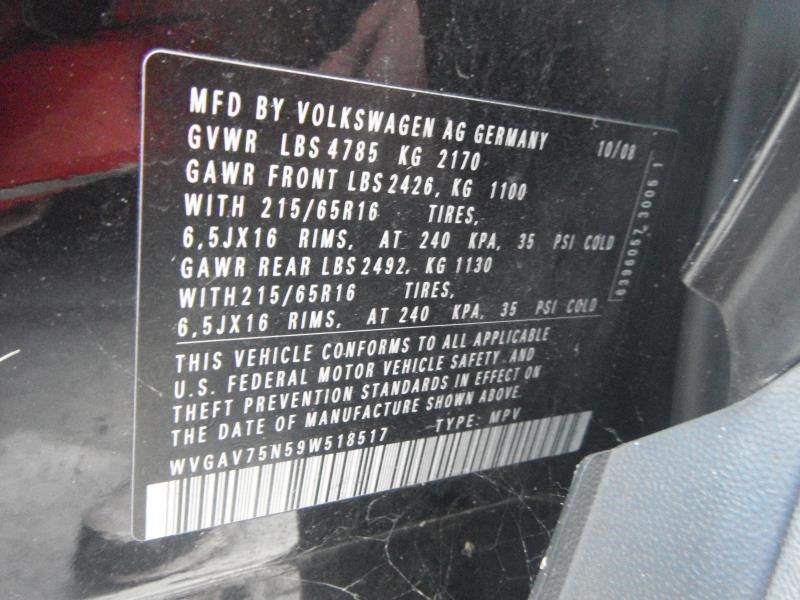 MFD BY VOLKSWAGEN AG GERMANY 10/08
GVWR LBS 4785 KG 2170
GAWR FRONT LBS 2426, KG 1100
WITH 215/65R16 TIRES,
6,5JX16 RIMS, AT 240 KPA, 35 PSI COLD
GAWR REAR LBS 2492, KG 1130
WITH 215/65R16 TIRES,
6,5JX16 RIMS, AT 240 KPA, 35 PSI COLD
THIS VEHICLE CONFORMS TO ALL APPLICABLE
U.S. FEDERAL MOTOR VEHICLE SAFETY AND
THEFT PREVENTION STANDARDS IN EFFECT ON
THE DATE OF MANUFACTURE SHOWN ABOVE.
WVGAV75N59W518517 TYPE: MPV